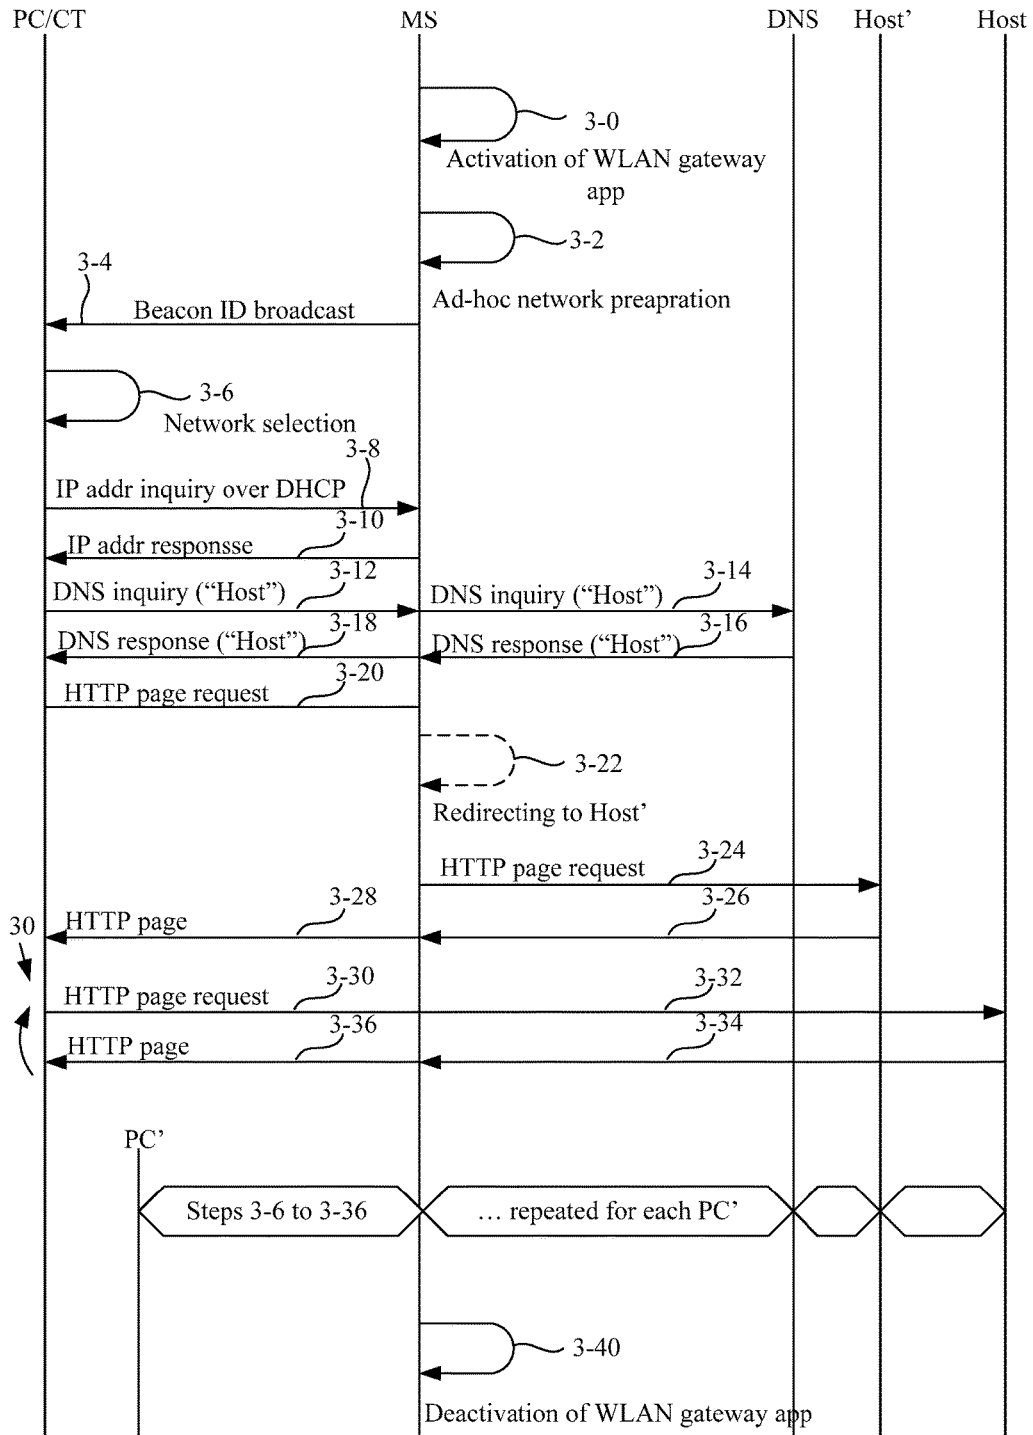 PC/CT MS DNS Host' Host
3-0
Activation of WLAN gateway
app
3-2
Ad-hoc network preapration
3-4
Beacon ID broadcast
3-6
Network selection
3-8
IP addr inquiry over DHCP
3-10
IP addr responsse
3-12
DNS inquiry (“Host”)
3-14
DNS inquiry (“Host”)
3-18
DNS response (“Host”)
3-16
DNS response (“Host”)
3-20
HTTP page request
3-22
Redirecting to Host'
3-24
HTTP page request
3-28
HTTP page
3-26
30
3-30
HTTP page request
3-32
3-36
HTTP page
3-34
PC’
Steps 3-6 to 3-36
… repeated for each PC’
3-40
Deactivation of WLAN gateway app